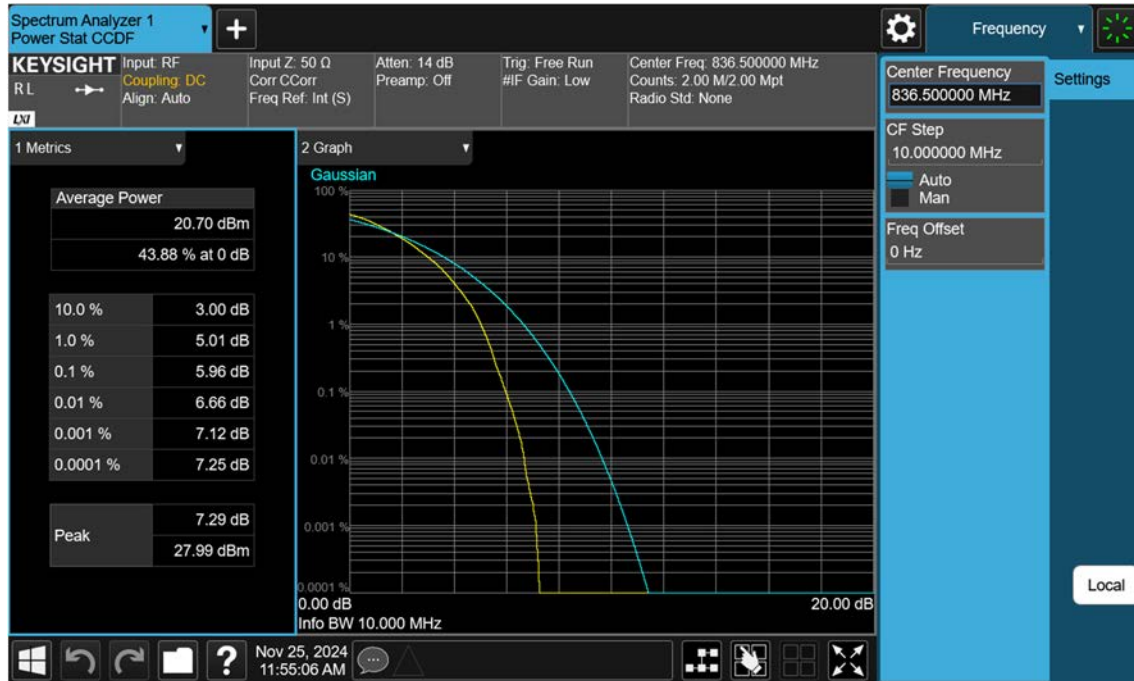 Spectrum Analyzer 1
Power Stat CCDF
Frequency
KEYSIGHT
RL
LXI
Input: RF
Coupling: DC
Align: Auto
Input Z: 50 Ω
Corr CCorr
Freq Ref: Int (S)
Atten: 14 dB
Preamp: Off
Trig: Free Run
#IF Gain: Low
Center Freq: 836.500000 MHz
Counts: 2.00 M/2.00 Mpt
Radio Std: None
Center Frequency
836.500000 MHz
Settings
CF Step
10.000000 MHz
Auto
Man
Freq Offset
0 Hz
Local
1 Metrics
Average Power
20.70 dBm
43.88 % at 0 dB
10.0 % 3.00 dB
1.0 % 5.01 dB
0.1 % 5.96 dB
0.01 % 6.66 dB
0.001 % 7.12 dB
0.0001 % 7.25 dB
Peak 7.29 dB
27.99 dBm
2 Graph
Gaussian
100 %
10 %
1 %
0.1 %
0.01 %
0.001 %
0.0001 %
0.00 dB 20.00 dB
Info BW 10.000 MHz
?
Nov 25, 2024
11:55:06 AM